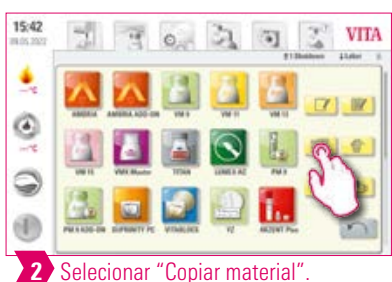 15:42
09.05.2022
VITA
AMBRIA
AMBRIA ADD-ON
VM 9
VM 11
VM 13
VM 15
VMK Master
TITAN
LUMEX AC
PM 9
PM 9 ADD-ON
SUPRINITY PC
VITABLOCS
YZ
AKZENT Plus
2 Selecionar “Copiar material”.